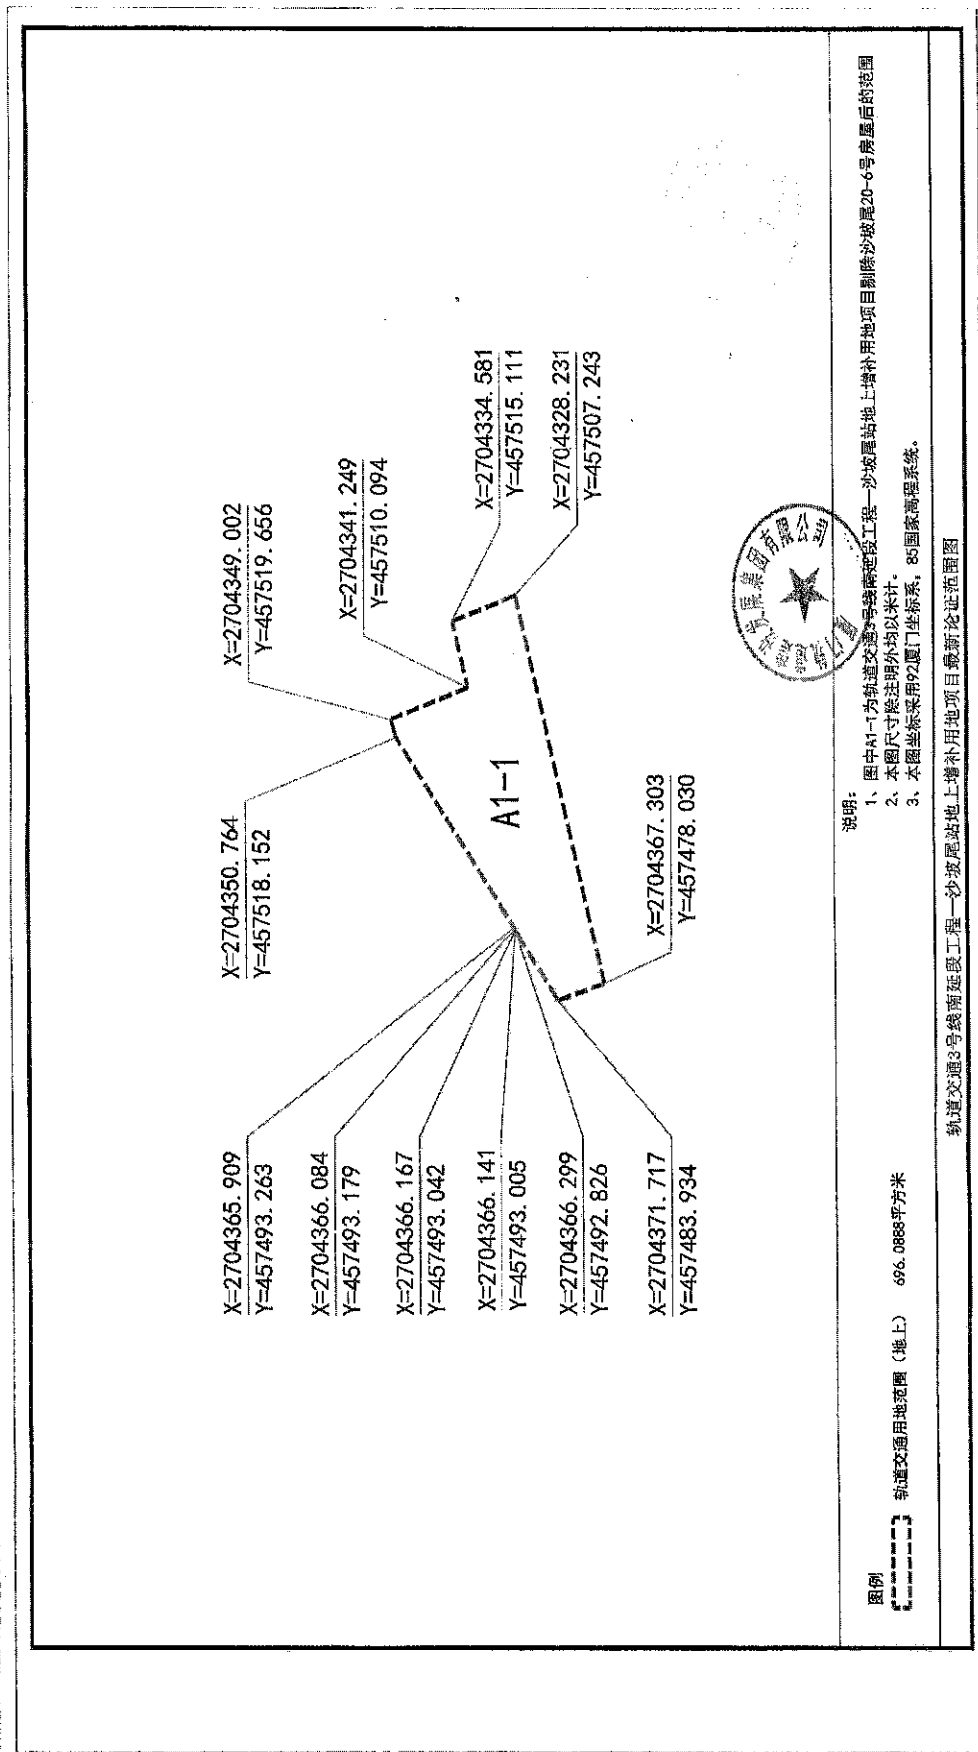 X=2704365.909
Y=457493.263
X=2704366.084
Y=457493.179
X=2704366.167
Y=457493.042
X=2704366.141
Y=457493.005
X=2704366.299
Y=457492.826
X=2704371.717
Y=457483.934
X=2704350.764
Y=457518.152
X=2704349.002
Y=457519.656
X=2704341.249
Y=457510.094
X=2704334.581
Y=457515.111
X=2704328.231
Y=457507.243
X=2704367.303
Y=457478.030
A1-1
图例
轨道交通用地范围（地上） 696.0888平方米
说明：
1、图中A1-1为轨道交通3号线南延段工程—沙坡尾站地上增补用地项目剔除沙坡尾20-6号房屋后的范围
2、本图尺寸除注明外均以米计。
3、本图坐标采用92厦门坐标系，85国家高程系统。
轨道交通3号线南延段工程—沙坡尾站地上增补用地项目最新论证范围图
发展集团有限公司